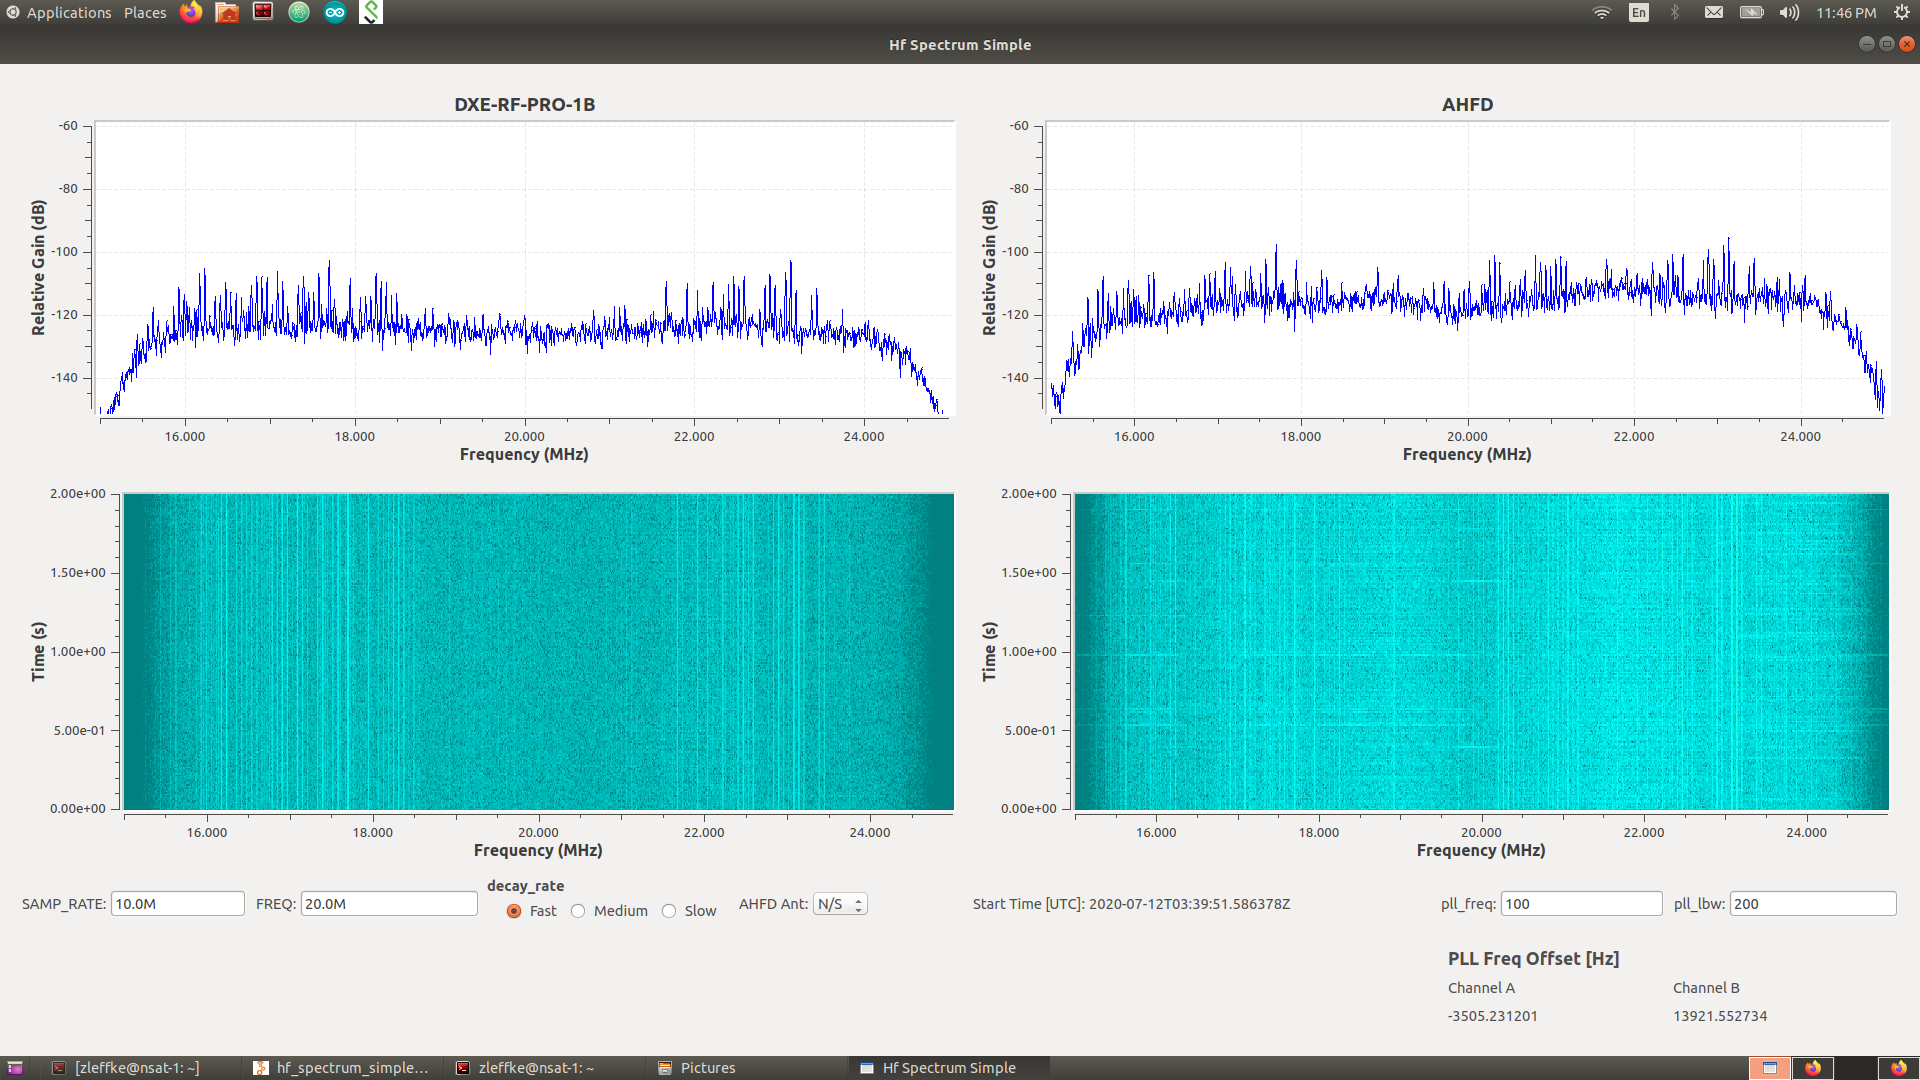 Applications Places En 11:46 PM
Hf Spectrum Simple
DXE-RF-PRO-1B
-60
-80
-100
-120
-140
Relative Gain (dB)
16.000 18.000 20.000 22.000 24.000
Frequency (MHz)
AHFD
-60
-80
-100
-120
-140
Relative Gain (dB)
16.000 18.000 20.000 22.000 24.000
Frequency (MHz)
2.00e+00
1.50e+00
1.00e+00
5.00e-01
0.00e+00
Time (s)
16.000 18.000 20.000 22.000 24.000
Frequency (MHz)
2.00e+00
1.50e+00
1.00e+00
5.00e-01
0.00e+00
Time (s)
16.000 18.000 20.000 22.000 24.000
Frequency (MHz)
decay_rate
SAMP_RATE: 10.0M FREQ: 20.0M Fast Medium Slow AHFD Ant: N/S Start Time [UTC]: 2020-07-12T03:39:51.586378Z pll_freq: 100 pll_lbw: 200
PLL Freq Offset [Hz]
Channel A Channel B
-3505.231201 13921.552734
[zleffke@nsat-1: ~] hf_spectrum_simple... zleffke@nsat-1: ~ Pictures Hf Spectrum Simple